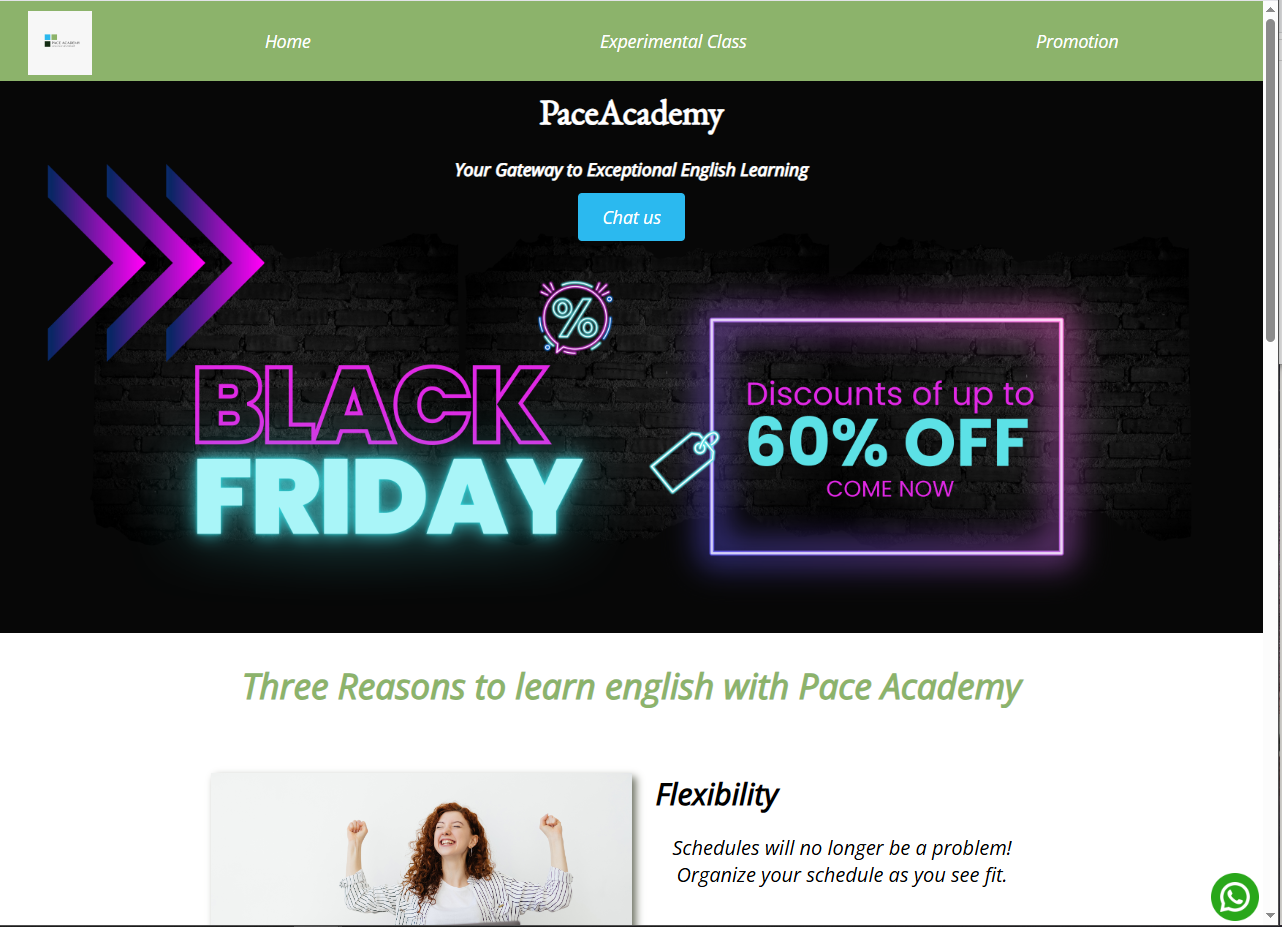 PACE ACADEMY
Home
Experimental Class
Promotion
PaceAcademy
Your Gateway to Exceptional English Learning
Chat us
%
BLACK
FRIDAY
Discounts of up to
60% OFF
COME NOW
Three Reasons to learn english with Pace Academy
Flexibility
Schedules will no longer be a problem!
Organize your schedule as you see fit.